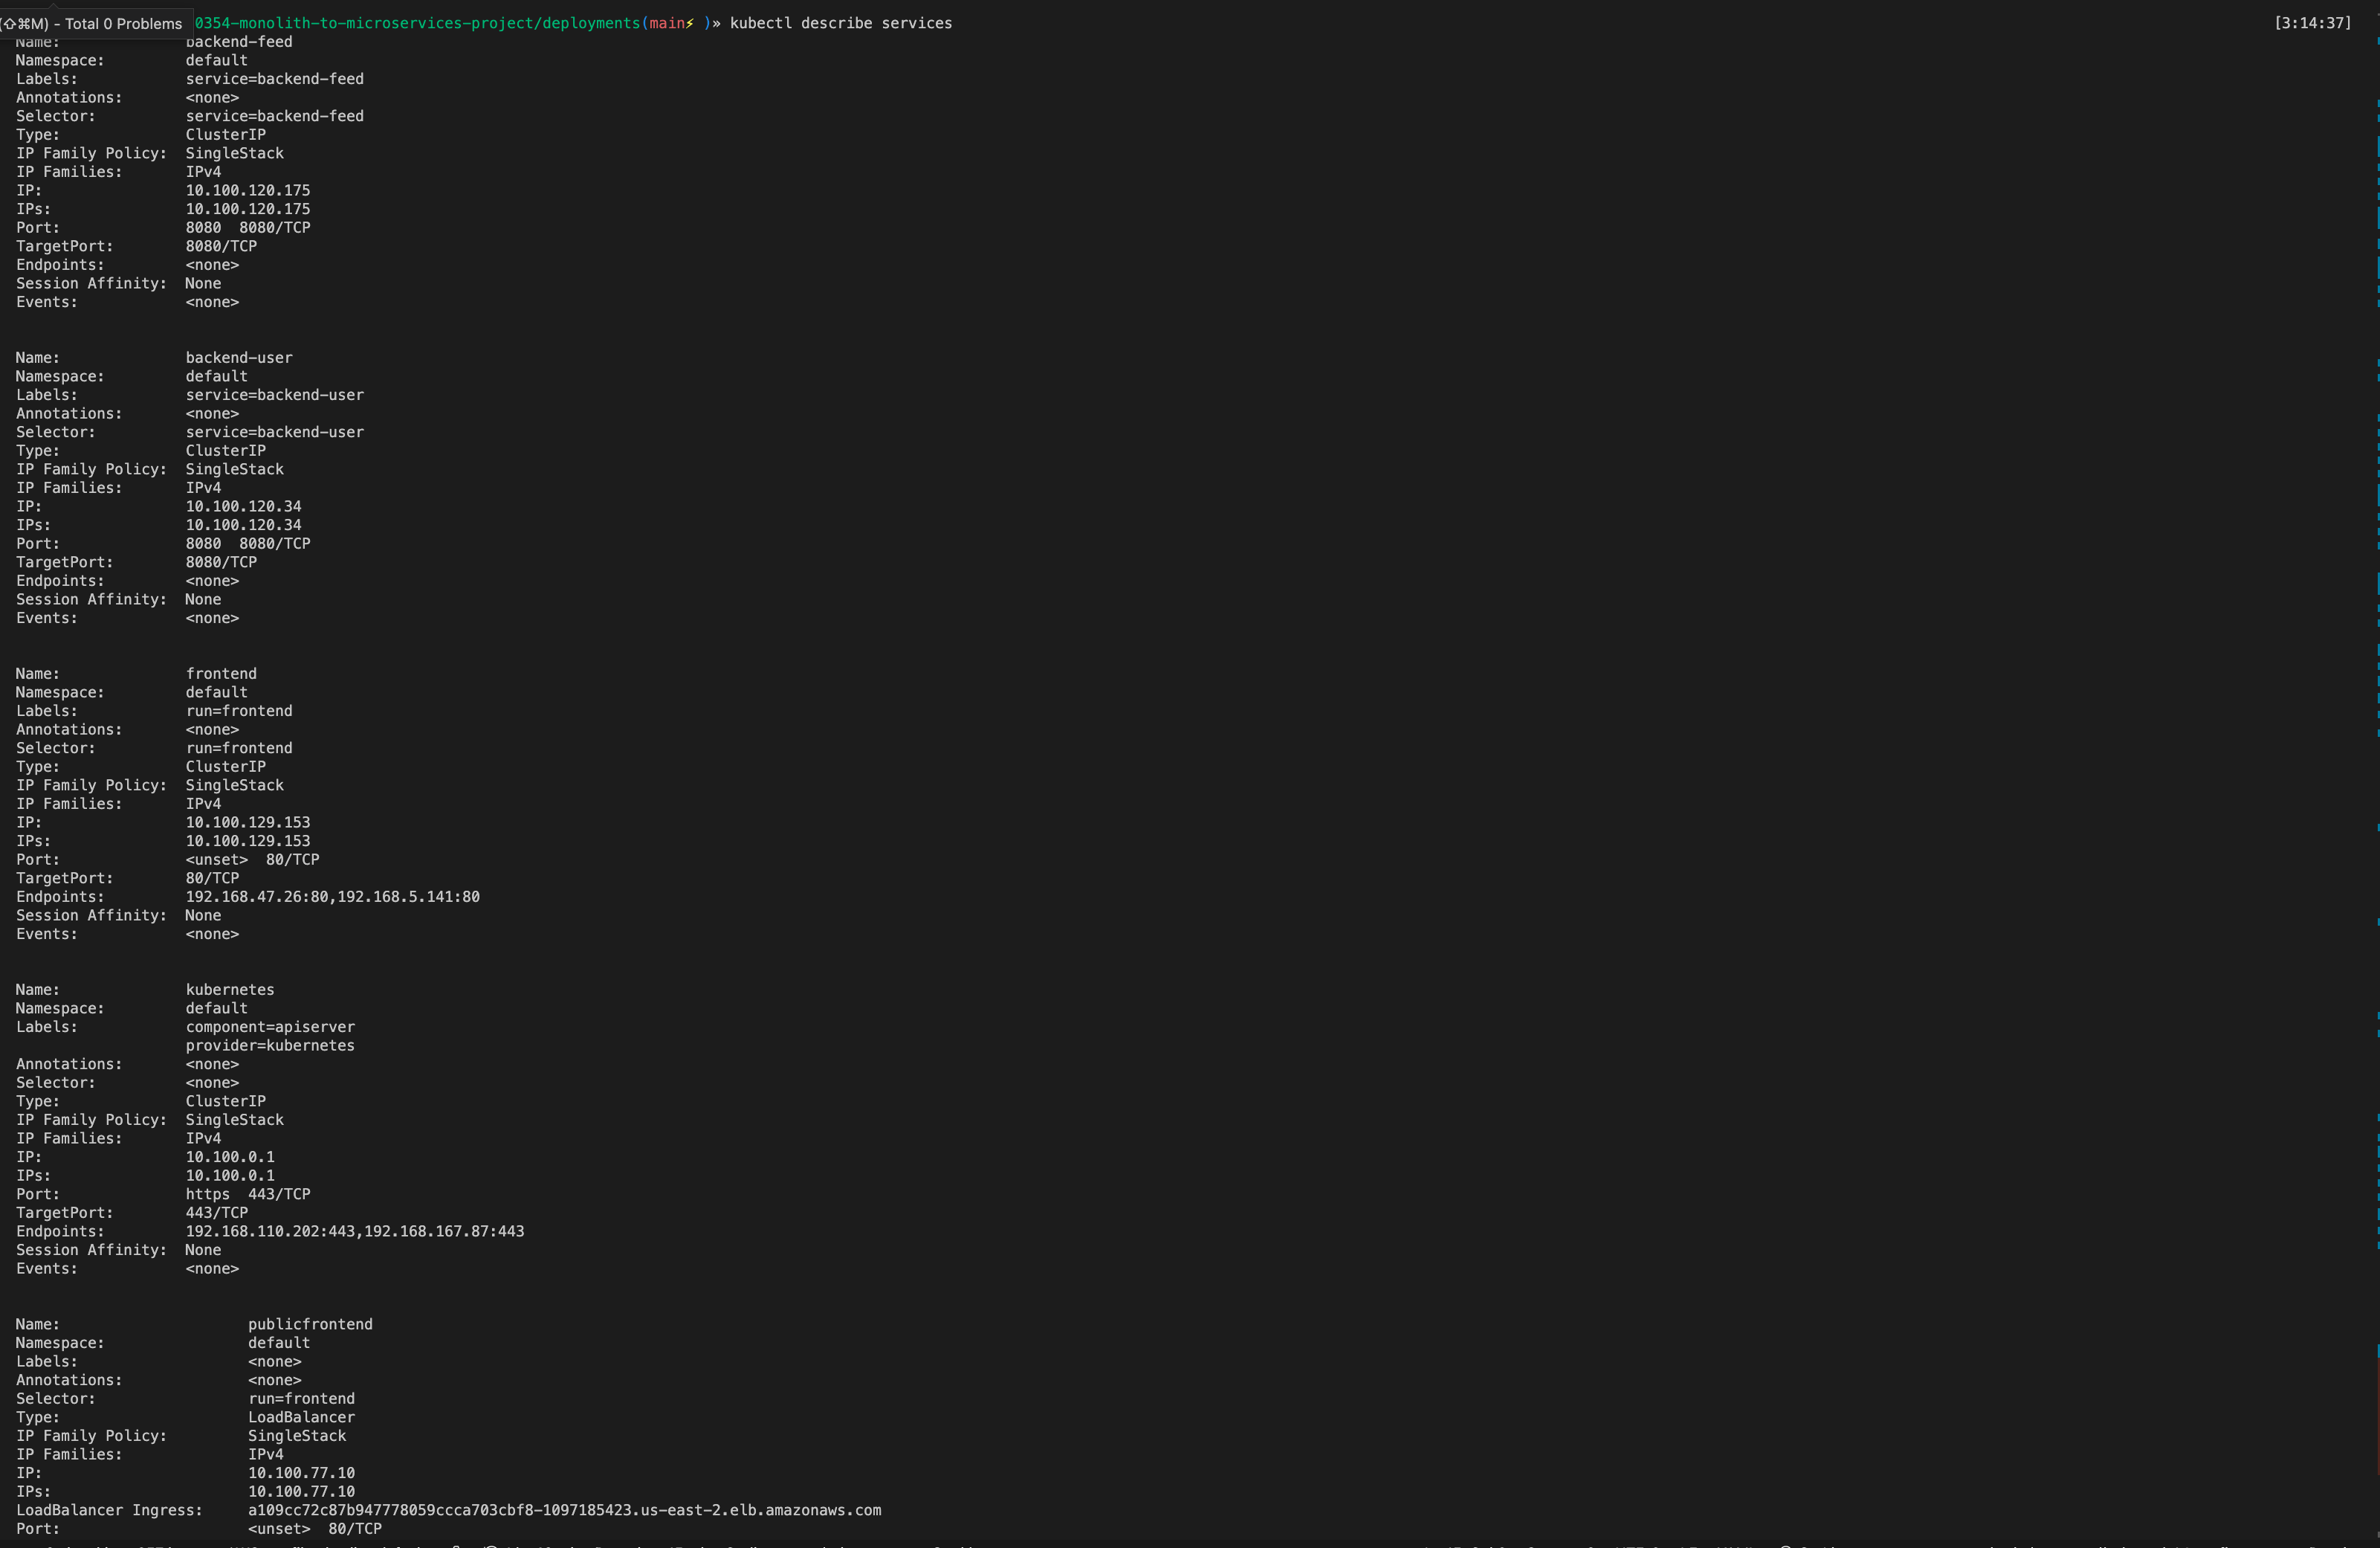 (⇧⌘M) - Total 0 Problems 0354-monolith-to-microservices-project/deployments(main⚡ )» kubectl describe services [3:14:37]
Name: backend-feed
Namespace: default
Labels: service=backend-feed
Annotations: <none>
Selector: service=backend-feed
Type: ClusterIP
IP Family Policy: SingleStack
IP Families: IPv4
IP: 10.100.120.175
IPs: 10.100.120.175
Port: 8080 8080/TCP
TargetPort: 8080/TCP
Endpoints: <none>
Session Affinity: None
Events: <none>
Name: backend-user
Namespace: default
Labels: service=backend-user
Annotations: <none>
Selector: service=backend-user
Type: ClusterIP
IP Family Policy: SingleStack
IP Families: IPv4
IP: 10.100.120.34
IPs: 10.100.120.34
Port: 8080 8080/TCP
TargetPort: 8080/TCP
Endpoints: <none>
Session Affinity: None
Events: <none>
Name: frontend
Namespace: default
Labels: run=frontend
Annotations: <none>
Selector: run=frontend
Type: ClusterIP
IP Family Policy: SingleStack
IP Families: IPv4
IP: 10.100.129.153
IPs: 10.100.129.153
Port: <unset> 80/TCP
TargetPort: 80/TCP
Endpoints: 192.168.47.26:80,192.168.5.141:80
Session Affinity: None
Events: <none>
Name: kubernetes
Namespace: default
Labels: component=apiserver
provider=kubernetes
Annotations: <none>
Selector: <none>
Type: ClusterIP
IP Family Policy: SingleStack
IP Families: IPv4
IP: 10.100.0.1
IPs: 10.100.0.1
Port: https 443/TCP
TargetPort: 443/TCP
Endpoints: 192.168.110.202:443,192.168.167.87:443
Session Affinity: None
Events: <none>
Name: publicfrontend
Namespace: default
Labels: <none>
Annotations: <none>
Selector: run=frontend
Type: LoadBalancer
IP Family Policy: SingleStack
IP Families: IPv4
IP: 10.100.77.10
IPs: 10.100.77.10
LoadBalancer Ingress: a109cc72c87b947778059ccca703cbf8-1097185423.us-east-2.elb.amazonaws.com
Port: <unset> 80/TCP